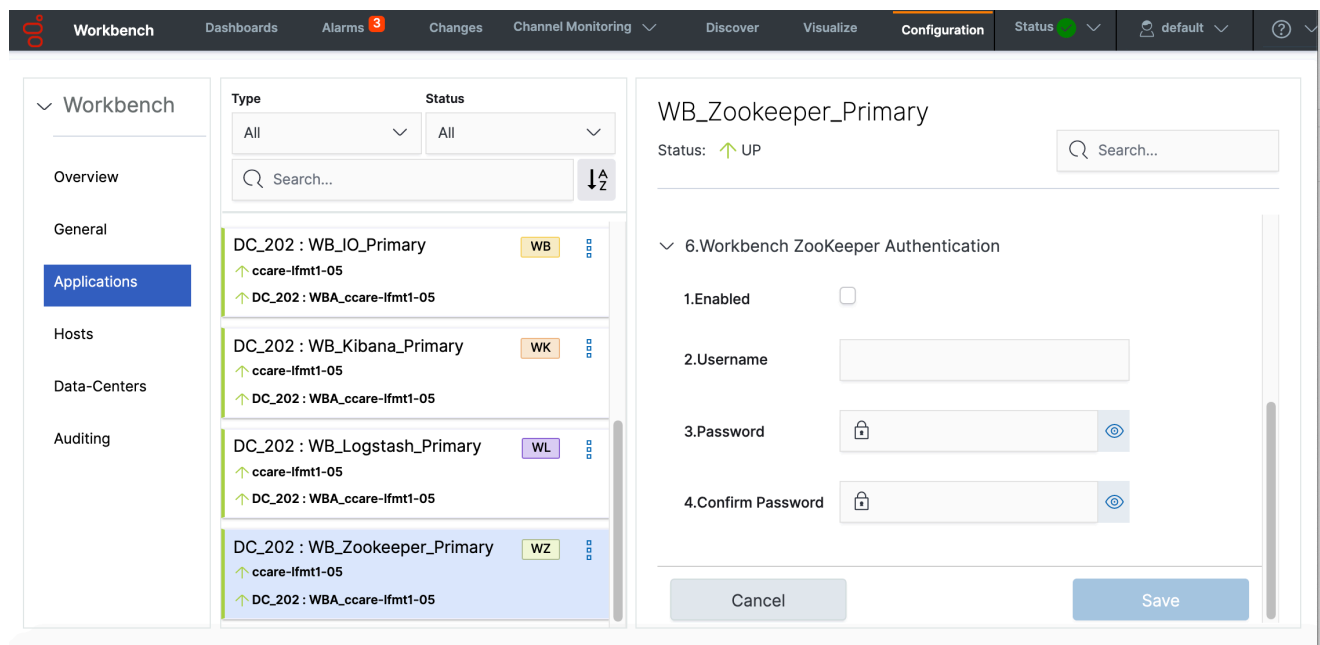 Workbench
Dashboards
Alarms 3
Changes
Channel Monitoring
Discover
Visualize
Configuration
Status
default
?
Workbench
Overview
General
Applications
Hosts
Data-Centers
Auditing
Type
Status
All
All
Search...
A
Z
DC_202 : WB_IO_Primary
WB
ccare-lfmt1-05
DC_202 : WBA_ccare-lfmt1-05
DC_202 : WB_Kibana_Primary
WK
ccare-lfmt1-05
DC_202 : WBA_ccare-lfmt1-05
DC_202 : WB_Logstash_Primary
WL
ccare-lfmt1-05
DC_202 : WBA_ccare-lfmt1-05
DC_202 : WB_Zookeeper_Primary
WZ
ccare-lfmt1-05
DC_202 : WBA_ccare-lfmt1-05
WB_Zookeeper_Primary
Status: UP
Search...
6.Workbench ZooKeeper Authentication
1.Enabled
2.Username
3.Password
4.Confirm Password
Cancel
Save